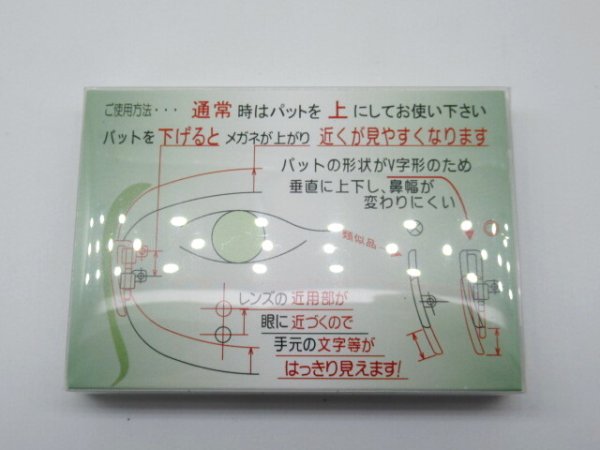 ご使用方法・・・ 通常 時はパットを 上 にしてお使い下さい
パットを 下げると メガネが上がり 近くが見やすくなります
パットの形状がV字形のため
垂直に上下し、鼻幅が
変わりにくい
類似品
レンズの 近用部が
眼に 近づくので
手元の 文字等が
はっきり見えます!